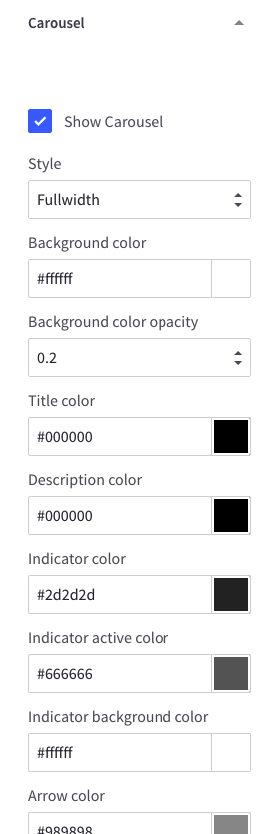 Carousel
Show Carousel
Style
Fullwidth
Background color
#ffffff
Background color opacity
0.2
Title color
#000000
Description color
#000000
Indicator color
#2d2d2d
Indicator active color
#666666
Indicator background color
#ffffff
Arrow color
#989898